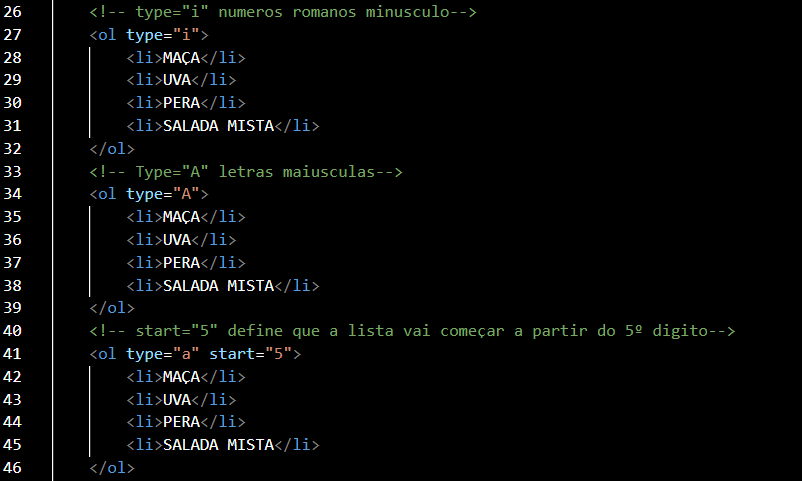 26 <!-- type="i" numeros romanos minusculo-->
27 <ol type="i">
28 <li>MAÇA</li>
29 <li>UVA</li>
30 <li>PERA</li>
31 <li>SALADA MISTA</li>
32 </ol>
33 <!-- Type="A" letras maiusculas-->
34 <ol type="A">
35 <li>MAÇA</li>
36 <li>UVA</li>
37 <li>PERA</li>
38 <li>SALADA MISTA</li>
39 </ol>
40 <!-- start="5" define que a lista vai começar a partir do 5º digito-->
41 <ol type="a" start="5">
42 <li>MAÇA</li>
43 <li>UVA</li>
44 <li>PERA</li>
45 <li>SALADA MISTA</li>
46 </ol>